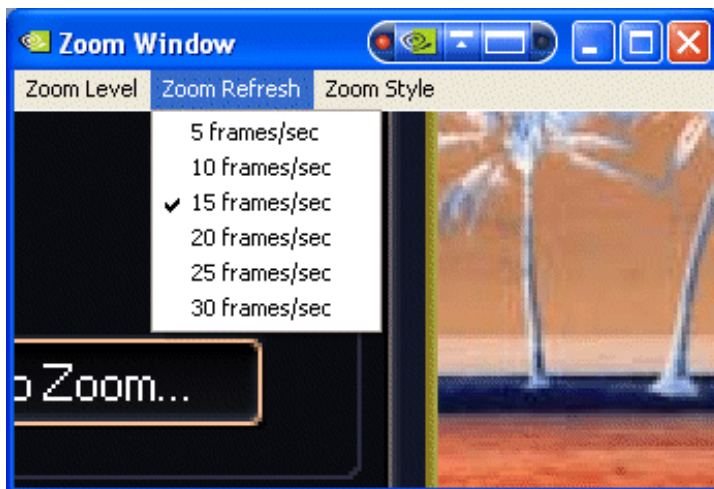 Zoom Window
Zoom Level Zoom Refresh Zoom Style
5 frames/sec
10 frames/sec
✓ 15 frames/sec
20 frames/sec
25 frames/sec
30 frames/sec
o Zoom...